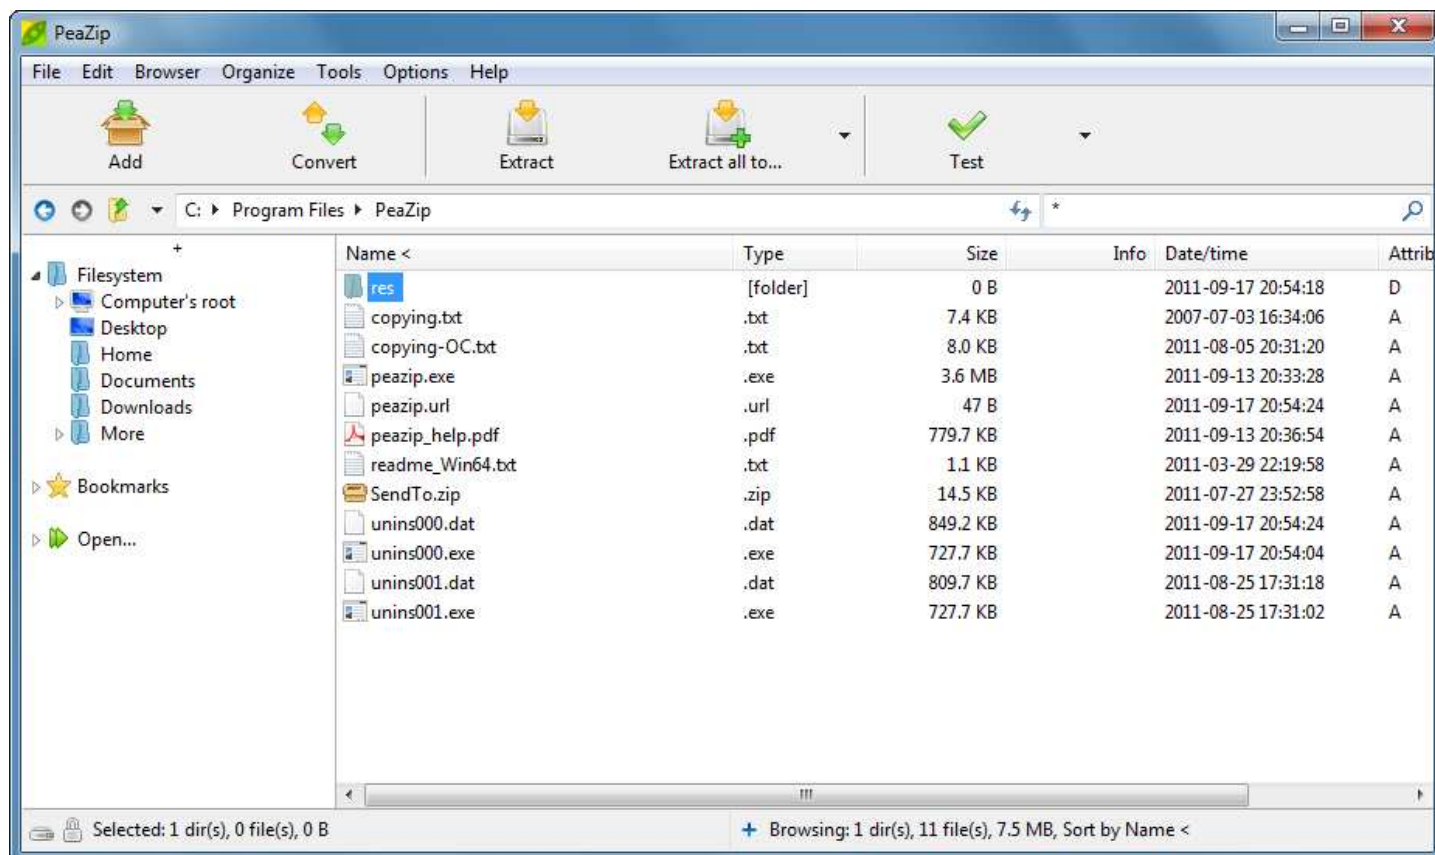 PeaZip
File Edit Browser Organize Tools Options Help
Add Convert Extract Extract all to... Test
C: Program Files PeaZip *
+
Filesystem
Computer's root
Desktop
Home
Documents
Downloads
More
Bookmarks
Open...
Name < Type Size Info Date/time Attrib
res [folder] 0 B 2011-09-17 20:54:18 D
copying.txt .txt 7.4 KB 2007-07-03 16:34:06 A
copying-OC.txt .txt 8.0 KB 2011-08-05 20:31:20 A
peazip.exe .exe 3.6 MB 2011-09-13 20:33:28 A
peazip.url .url 47 B 2011-09-17 20:54:24 A
peazip_help.pdf .pdf 779.7 KB 2011-09-13 20:36:54 A
readme_Win64.txt .txt 1.1 KB 2011-03-29 22:19:58 A
SendTo.zip .zip 14.5 KB 2011-07-27 23:52:58 A
unins000.dat .dat 849.2 KB 2011-09-17 20:54:24 A
unins000.exe .exe 727.7 KB 2011-09-17 20:54:04 A
unins001.dat .dat 809.7 KB 2011-08-25 17:31:18 A
unins001.exe .exe 727.7 KB 2011-08-25 17:31:02 A
Selected: 1 dir(s), 0 file(s), 0 B + Browsing: 1 dir(s), 11 file(s), 7.5 MB, Sort by Name <